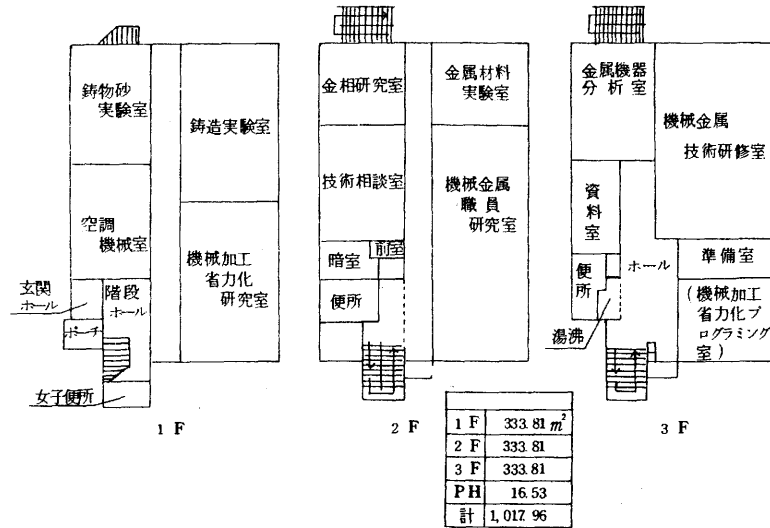 鋳物砂
実験室
鋳造実験室
空調
機械室
機械加工
省力化
研究室
玄関
ホール
階段
ホール
ポーチ
女子便所
1 F
金相研究室
金属材料
実験室
技術相談室
機械金属
職員
研究室
前室
暗室
便所
2 F
金属機器
分析室
機械金属
技術研修室
資料室
ホール
準備室
便所
湯沸
(機械加工
省力化プ
ログラミング
室)
3 F
1 F 333.81 m²
2 F 333.81
3 F 333.81
PH 16.53
計 1,017.96